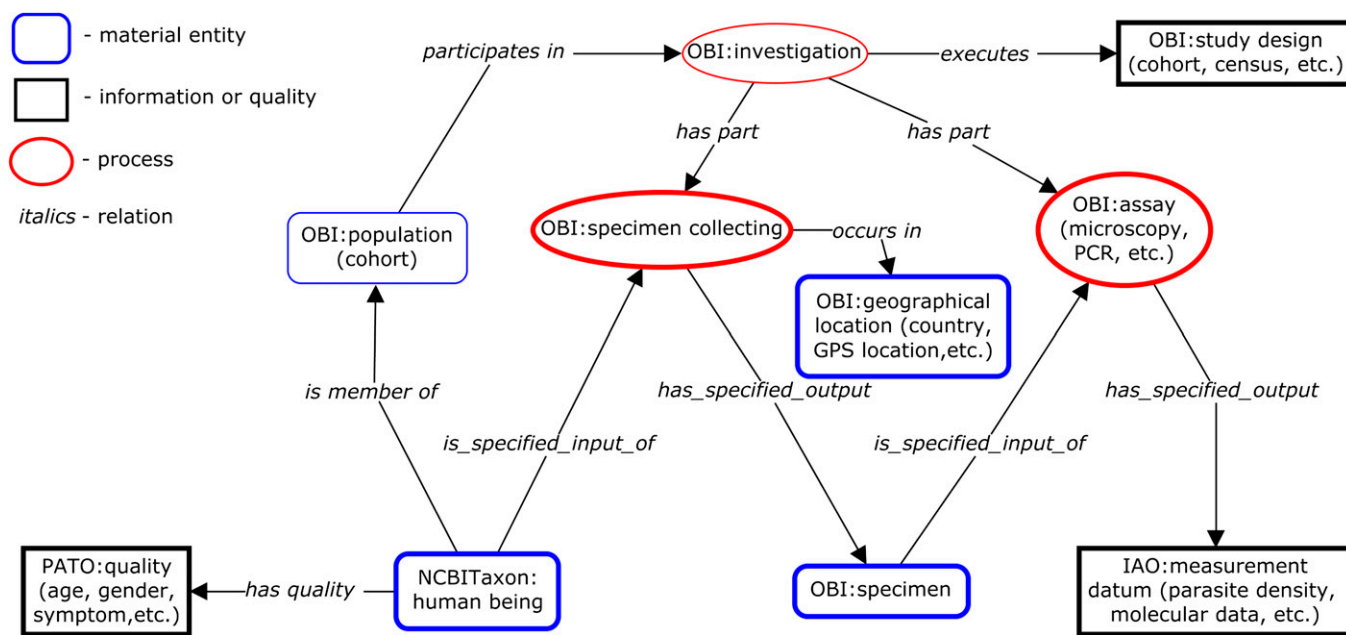 - material entity
- information or quality
- process
italics - relation
participates in
OBI:investigation
executes
OBI:study design
(cohort, census, etc.)
has part
has part
OBI:population
(cohort)
OBI:specimen collecting
occurs in
OBI:assay
(microscopy,
PCR, etc.)
OBI:geographical
location (country,
GPS location,etc.)
is member of
is_specified_input_of
has_specified_output
is_specified_input_of
has_specified_output
PATO:quality
(age, gender,
symptom,etc.)
has quality
NCBITaxon:
human being
OBI:specimen
IAO:measurement
datum (parasite density,
molecular data, etc.)